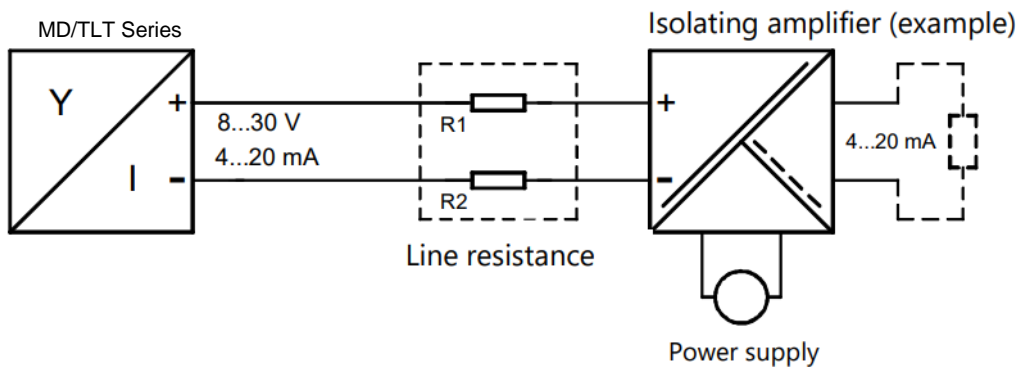 MD/TLT Series
Isolating amplifier (example)
Y
I
+
-
8...30 V
4...20 mA
R1
R2
Line resistance
+
-
4...20 mA
Power supply